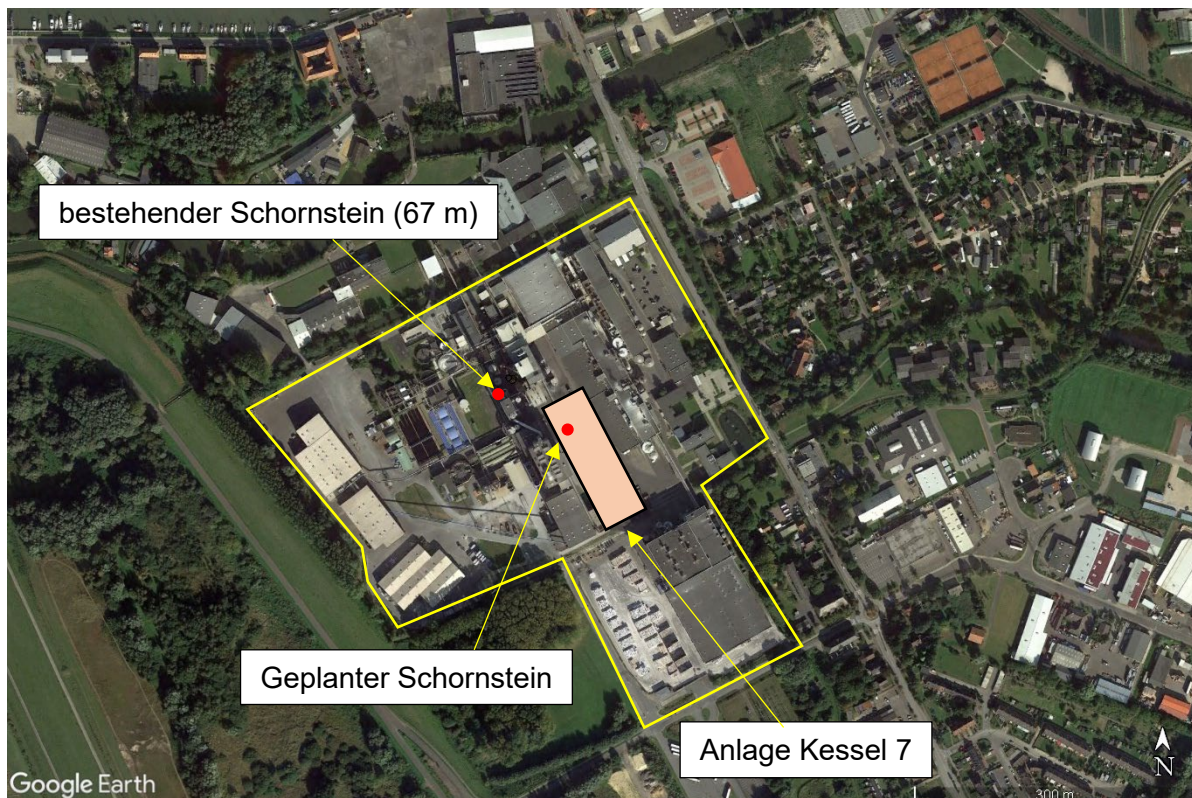 bestehender Schornstein (67 m)
Geplanter Schornstein
Anlage Kessel 7
Google Earth
N
300 m